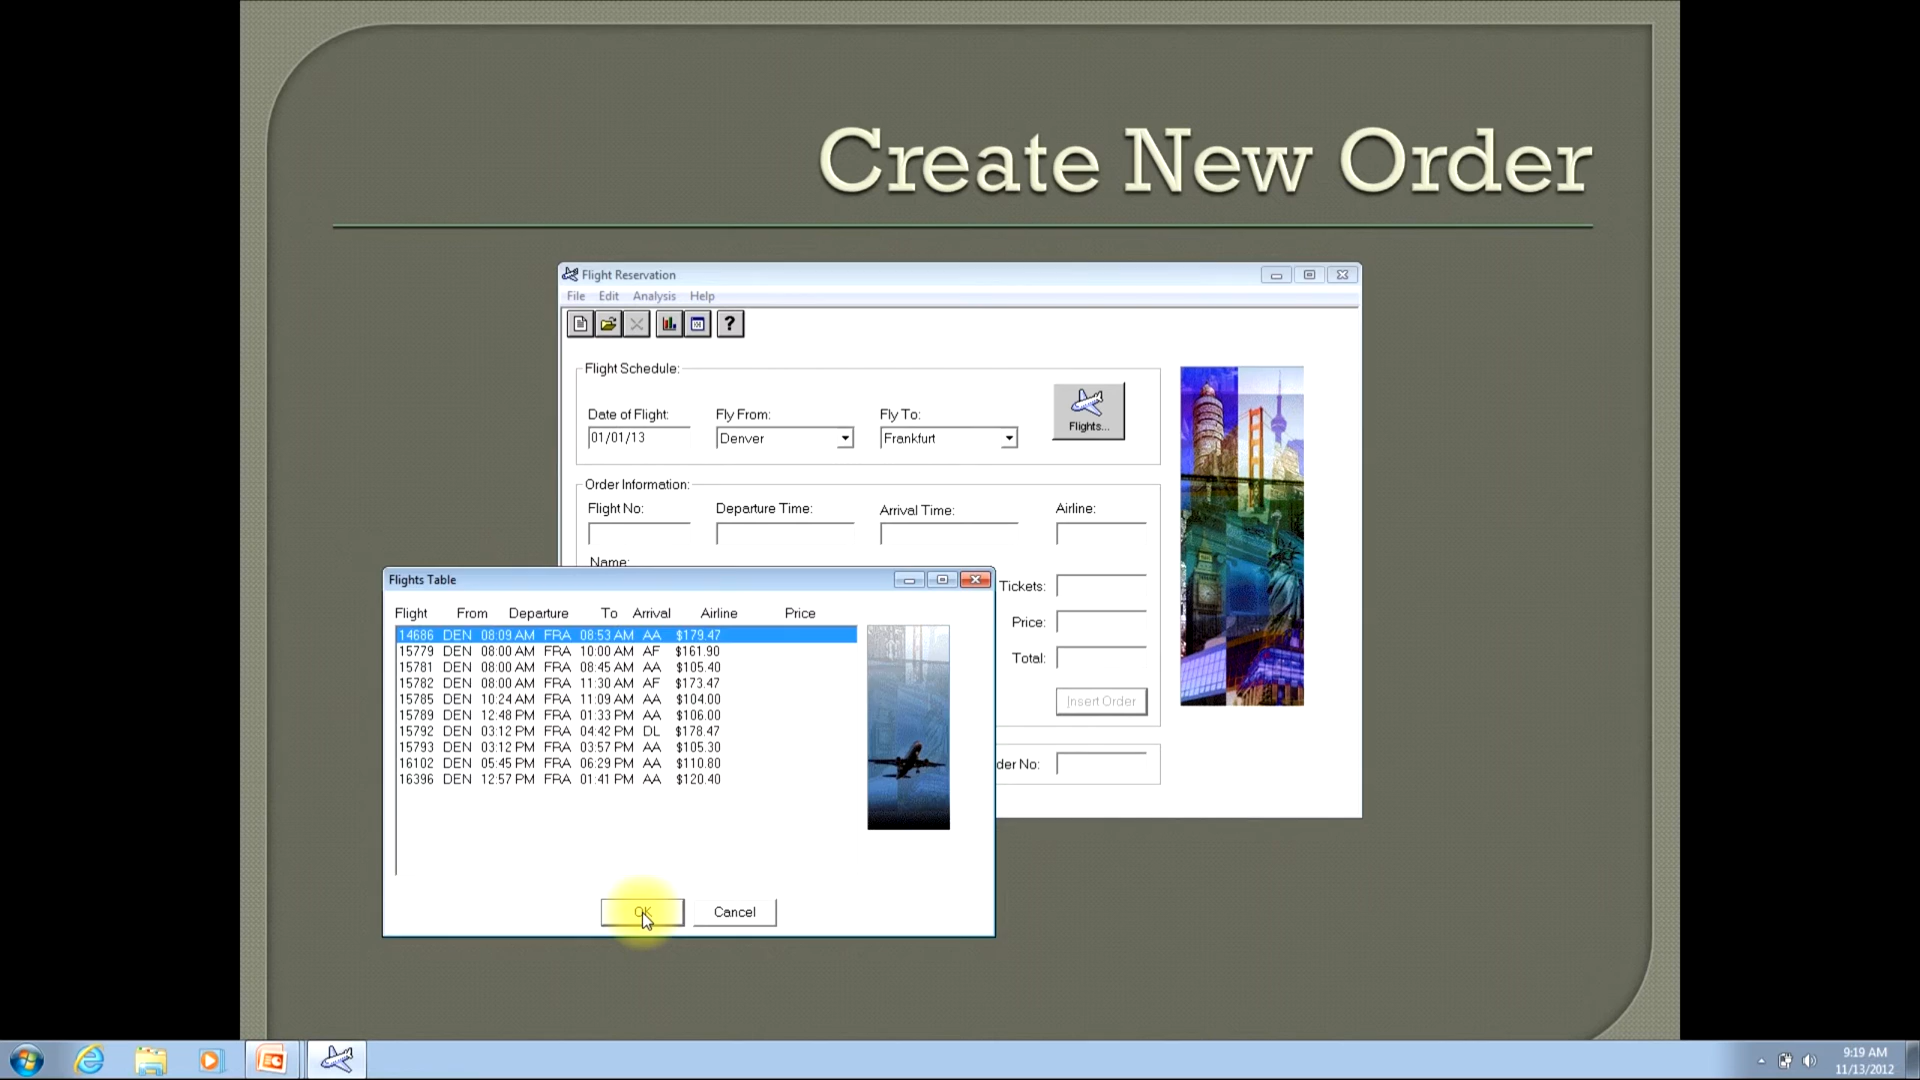 Create New Order
Flight Reservation
File Edit Analysis Help
?
Flight Schedule:
Date of Flight: Fly From: Fly To:
01/01/13 Denver Frankfurt Flights...
Order Information:
Flight No: Departure Time: Arrival Time: Airline:
Name:
Tickets:
Price:
Total:
Insert Order
der No:
Flights Table
Flight From Departure To Arrival Airline Price
14686 DEN 08:09 AM FRA 08:53 AM AA $179.47
15779 DEN 08:00 AM FRA 10:00 AM AF $161.90
15781 DEN 08:00 AM FRA 08:45 AM AA $105.40
15782 DEN 08:00 AM FRA 11:30 AM AF $173.47
15785 DEN 10:24 AM FRA 11:09 AM AA $104.00
15789 DEN 12:48 PM FRA 01:33 PM AA $106.00
15792 DEN 03:12 PM FRA 04:42 PM DL $178.47
15793 DEN 03:12 PM FRA 03:57 PM AA $105.30
16102 DEN 05:45 PM FRA 06:29 PM AA $110.80
16396 DEN 12:57 PM FRA 01:41 PM AA $120.40
OK Cancel
9:19 AM
11/13/2012